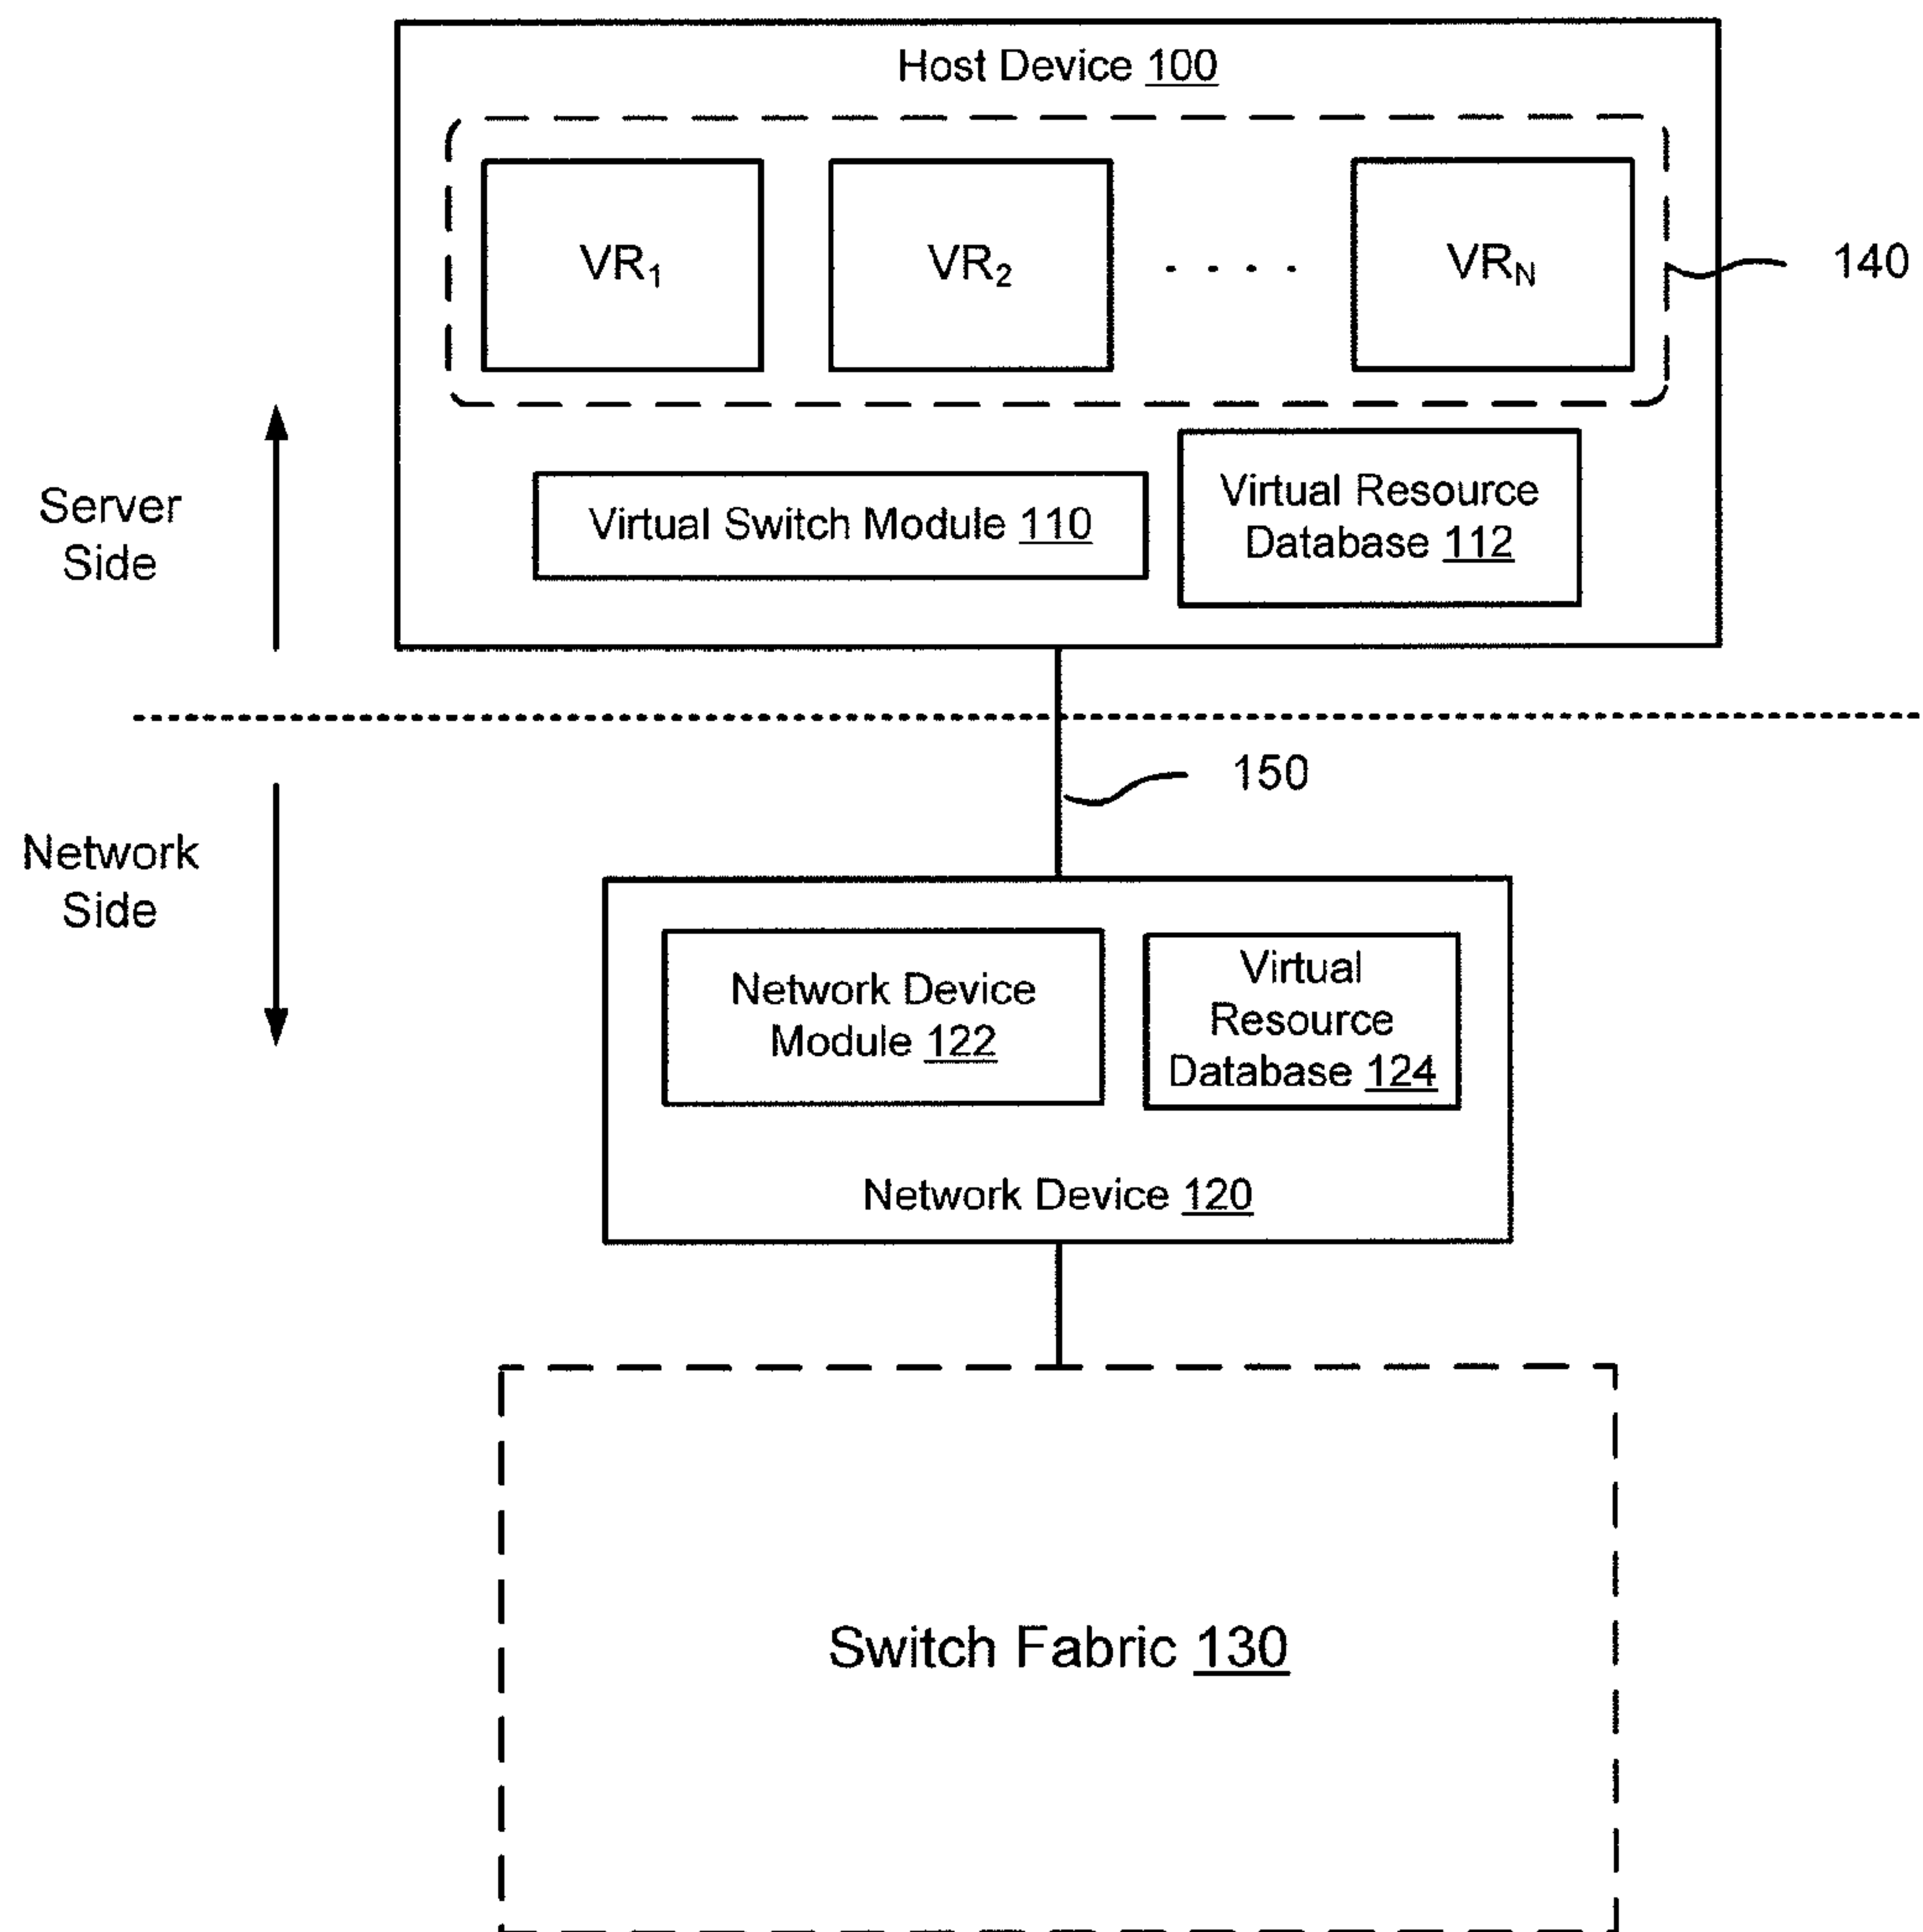 Host Device 100
VR1
VR2
. . . .
VRN
140
Virtual Switch Module 110
Virtual Resource
Database 112
Server
Side
150
Network
Side
Network Device
Module 122
Virtual
Resource
Database 124
Network Device 120
Switch Fabric 130